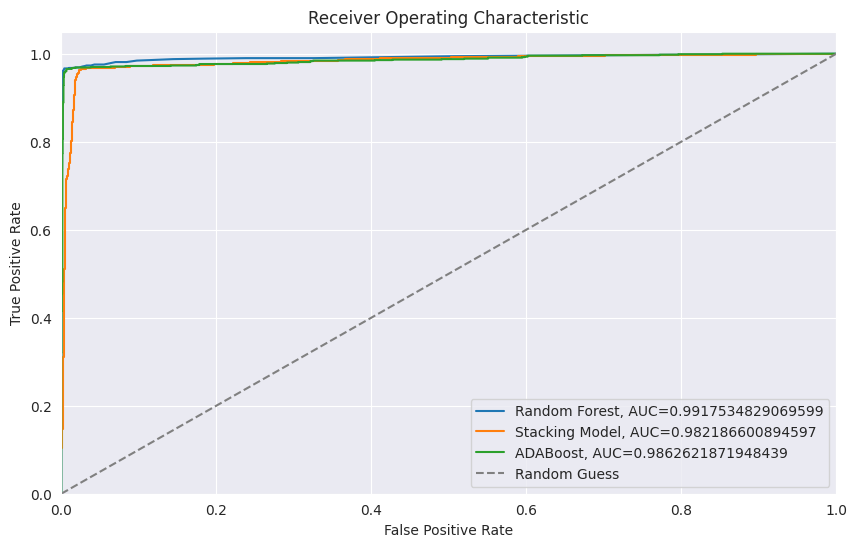 Receiver Operating Characteristic
True Positive Rate
1.0
0.8
0.6
0.4
0.2
0.0
Random Forest, AUC=0.9917534829069599
Stacking Model, AUC=0.982186600894597
ADABoost, AUC=0.9862621871948439
Random Guess
0.0 0.2 0.4 0.6 0.8 1.0
False Positive Rate